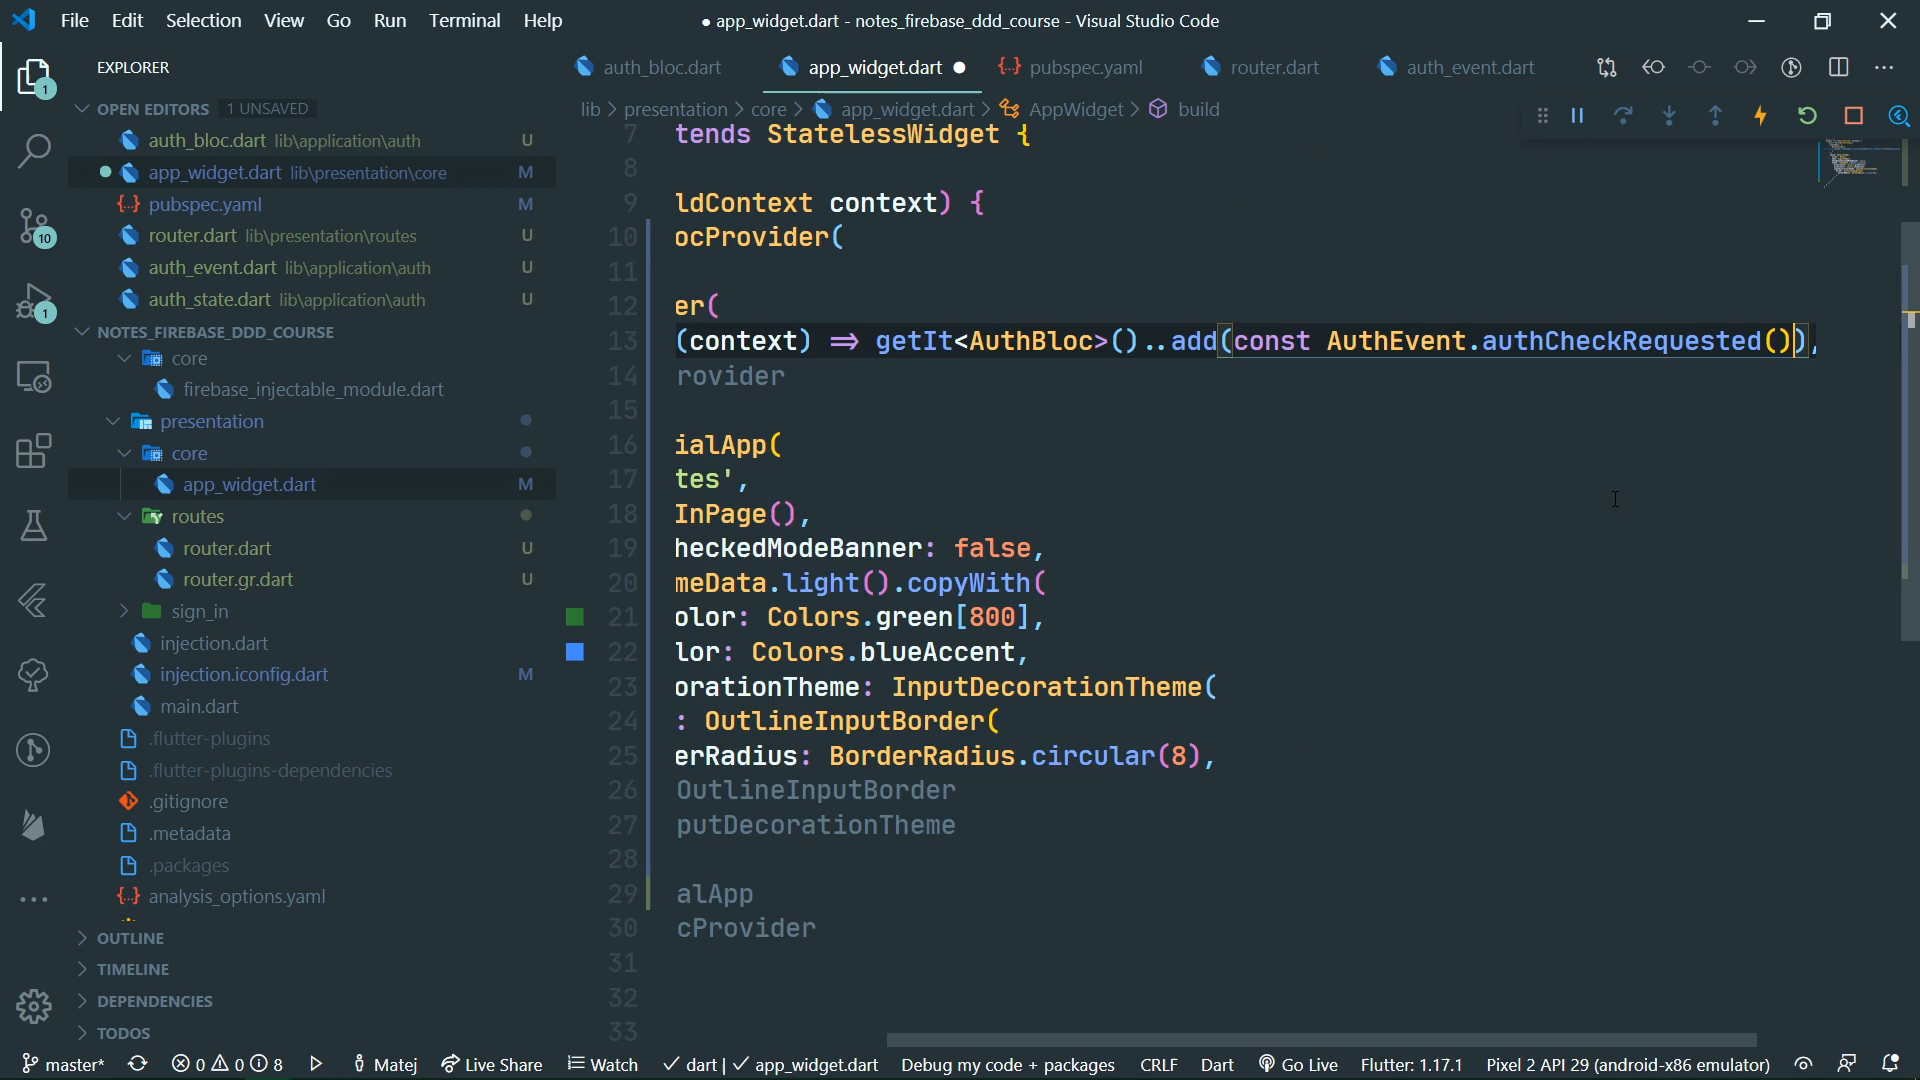 File Edit Selection View Go Run Terminal Help
● app_widget.dart - notes_firebase_ddd_course - Visual Studio Code
EXPLORER
OPEN EDITORS 1 UNSAVED
auth_bloc.dart lib\application\auth U
app_widget.dart lib\presentation\core M
pubspec.yaml M
router.dart lib\presentation\routes U
auth_event.dart lib\application\auth U
auth_state.dart lib\application\auth U
NOTES_FIREBASE_DDD_COURSE
core
firebase_injectable_module.dart
presentation
core
app_widget.dart M
routes
router.dart U
router.gr.dart U
sign_in
injection.dart
injection.iconfig.dart M
main.dart
.flutter-plugins
.flutter-plugins-dependencies
.gitignore
.metadata
.packages
analysis_options.yaml
OUTLINE
TIMELINE
DEPENDENCIES
TODOS
1
10
1
auth_bloc.dart app_widget.dart pubspec.yaml router.dart auth_event.dart
lib > presentation > core > app_widget.dart > AppWidget > build
7 tends StatelessWidget {
8
9 ldContext context) {
10 ocProvider(
11
12 er(
13 (context) => getIt<AuthBloc>()..add(const AuthEvent.authCheckRequested()),
14 rovider
15
16 ialApp(
17 tes',
18 InPage(),
19 heckedModeBanner: false,
20 meData.light().copyWith(
21 olor: Colors.green[800],
22 lor: Colors.blueAccent,
23 orationTheme: InputDecorationTheme(
24 : OutlineInputBorder(
25 erRadius: BorderRadius.circular(8),
26 OutlineInputBorder
27 putDecorationTheme
28
29 alApp
30 cProvider
31
32
33
master* 0 0 8 Matej Live Share Watch dart | app_widget.dart Debug my code + packages CRLF Dart Go Live Flutter: 1.17.1 Pixel 2 API 29 (android-x86 emulator)